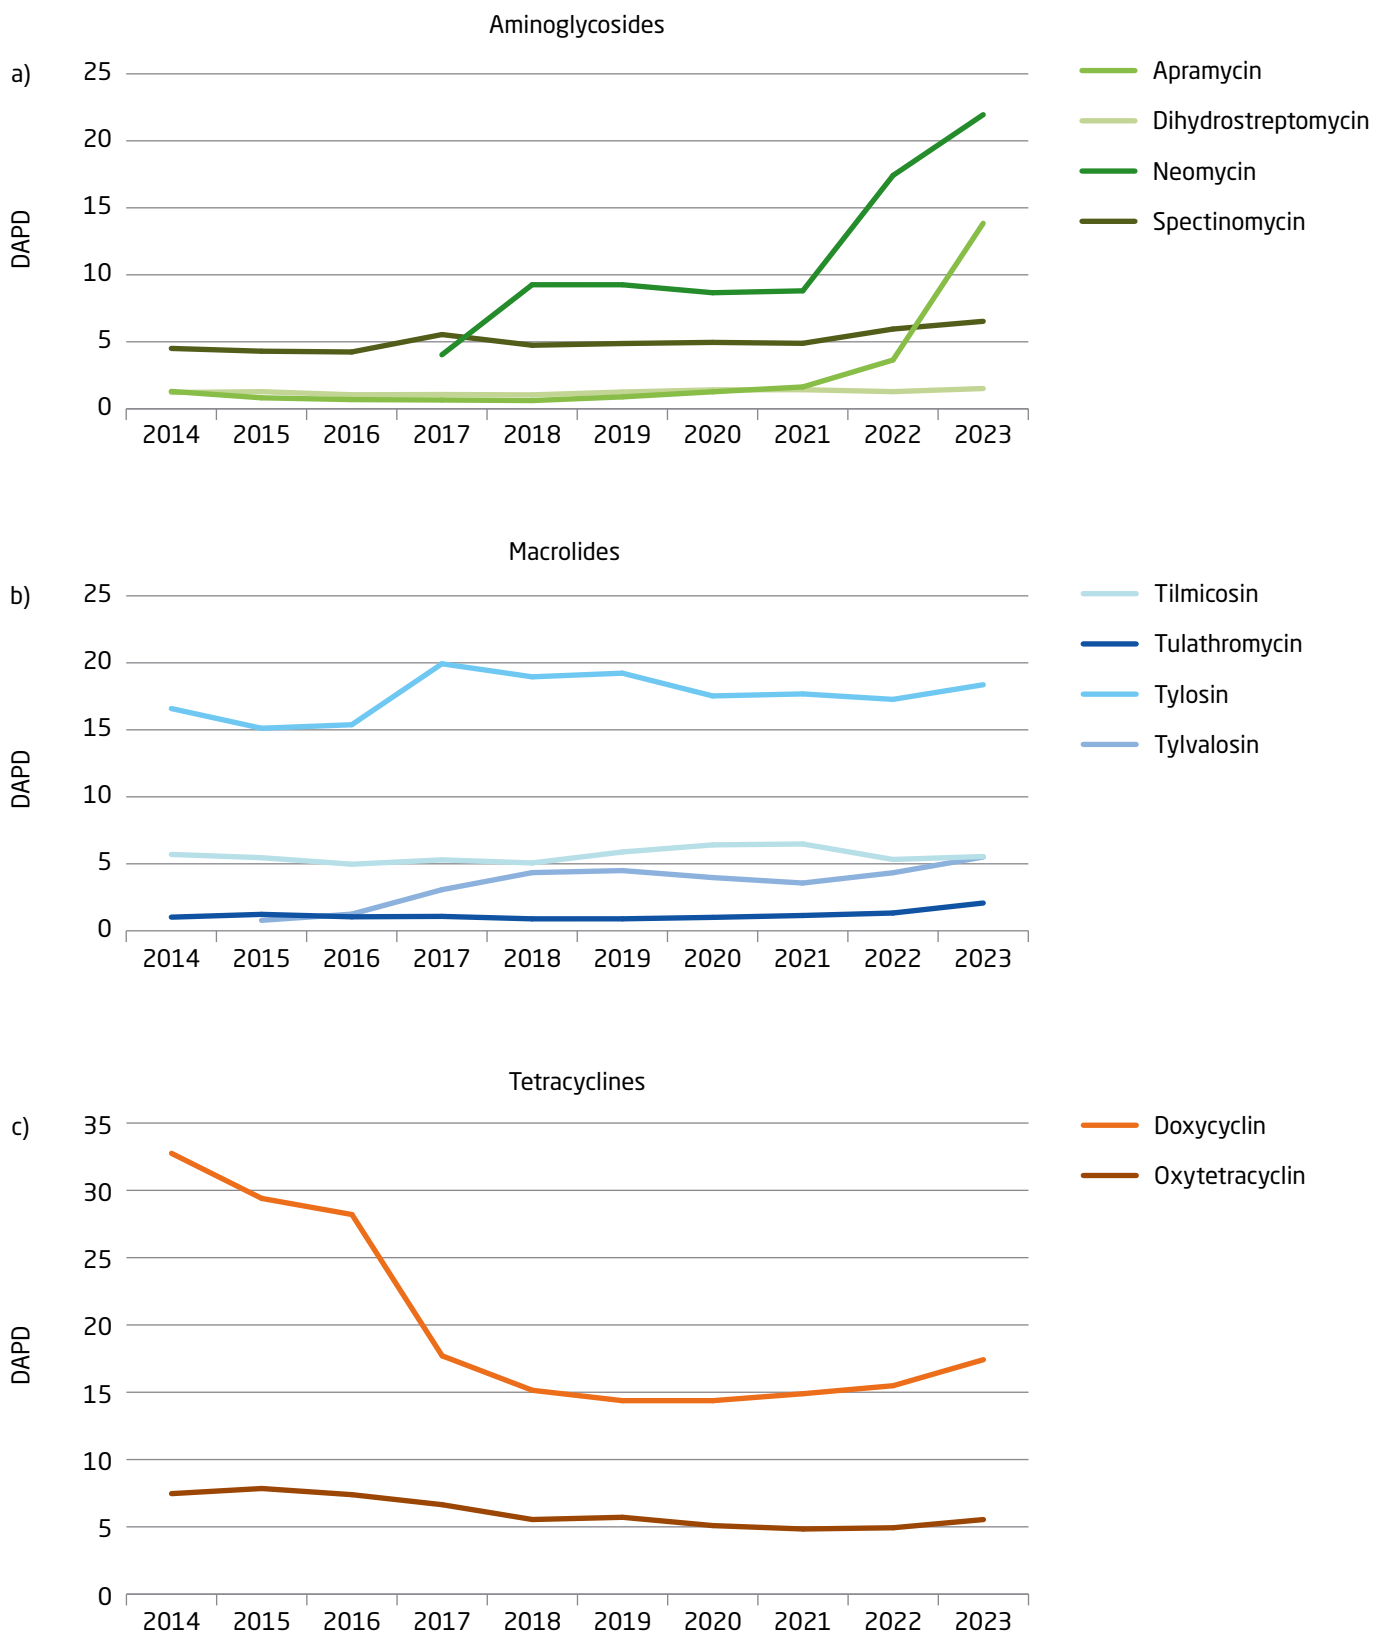 Aminoglycosides
a)
25
20
15
10
5
0
DAPD
2014 2015 2016 2017 2018 2019 2020 2021 2022 2023
Apramycin
Dihydrostreptomycin
Neomycin
Spectinomycin
Macrolides
b)
25
20
15
10
5
0
DAPD
2014 2015 2016 2017 2018 2019 2020 2021 2022 2023
Tilmicosin
Tulathromycin
Tylosin
Tylvalosin
Tetracyclines
c)
35
30
25
20
15
10
5
0
DAPD
2014 2015 2016 2017 2018 2019 2020 2021 2022 2023
Doxycyclin
Oxytetracyclin